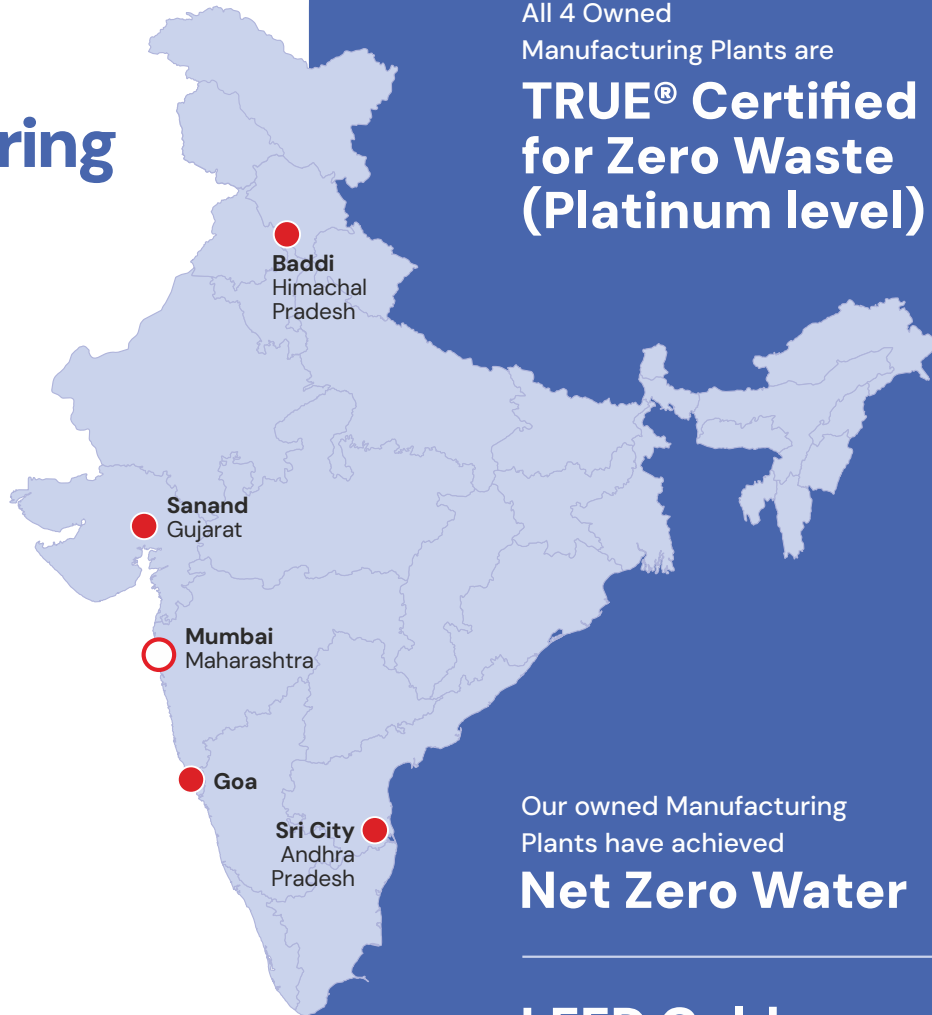 ring
All 4 Owned
Manufacturing Plants are
TRUE® Certified
for Zero Waste
(Platinum level)
Baddi
Himachal
Pradesh
Sanand
Gujarat
Mumbai
Maharashtra
Goa
Sri City
Andhra
Pradesh
Our owned Manufacturing
Plants have achieved
Net Zero Water